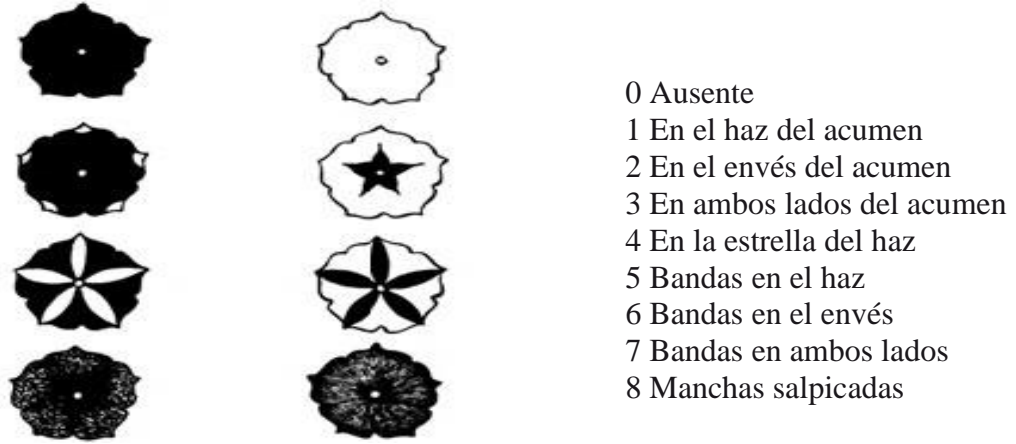 0 Ausente
1 En el haz del acumen
2 En el envés del acumen
3 En ambos lados del acumen
4 En la estrella del haz
5 Bandas en el haz
6 Bandas en el envés
7 Bandas en ambos lados
8 Manchas salpicadas